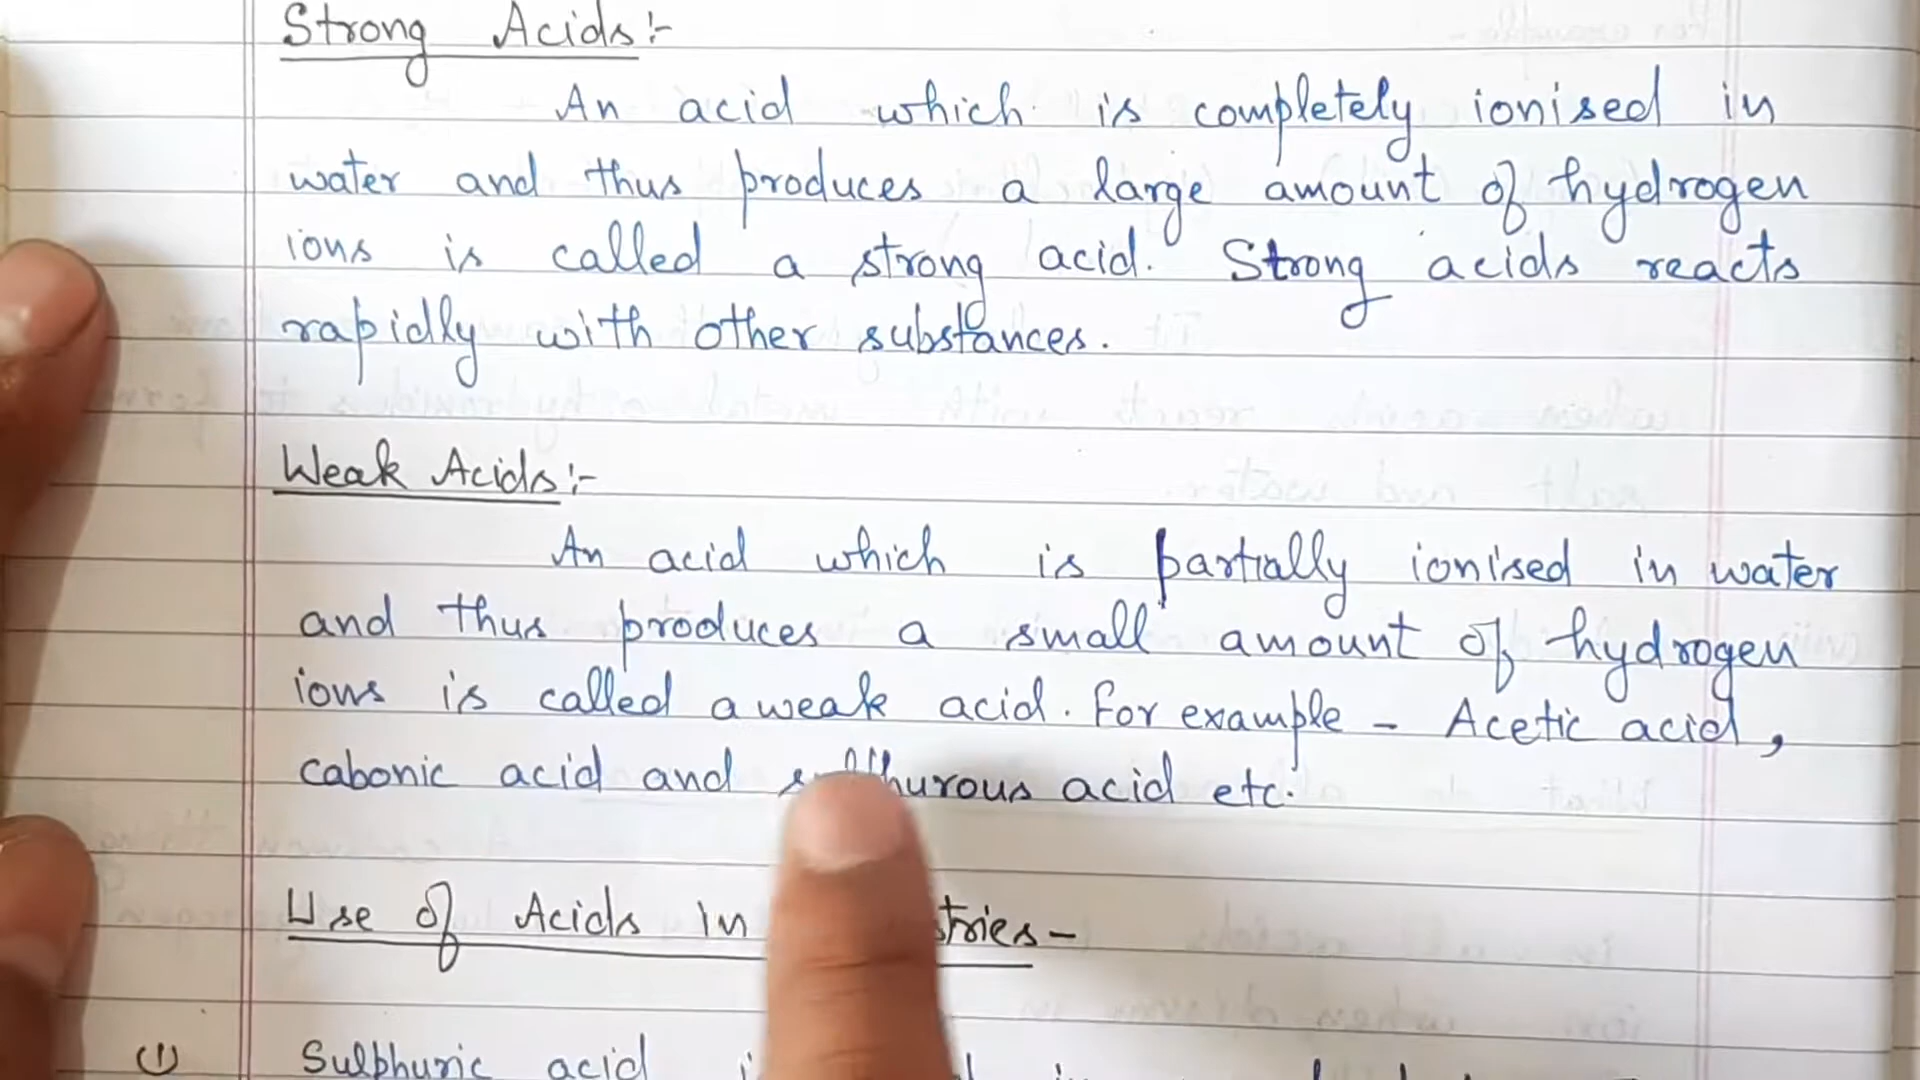 Strong Acids:-
An acid which is completely ionised in
water and thus produces a large amount of hydrogen
ions is called a strong acid. Strong acids reacts
rapidly with other substances.
Weak Acids:-
An acid which is partially ionised in water
and thus produces a small amount of hydrogen
ions is called a weak acid. For example - Acetic acid,
cabonic acid and acid etc.
Use of Acids in
(1) Sulphuric acid